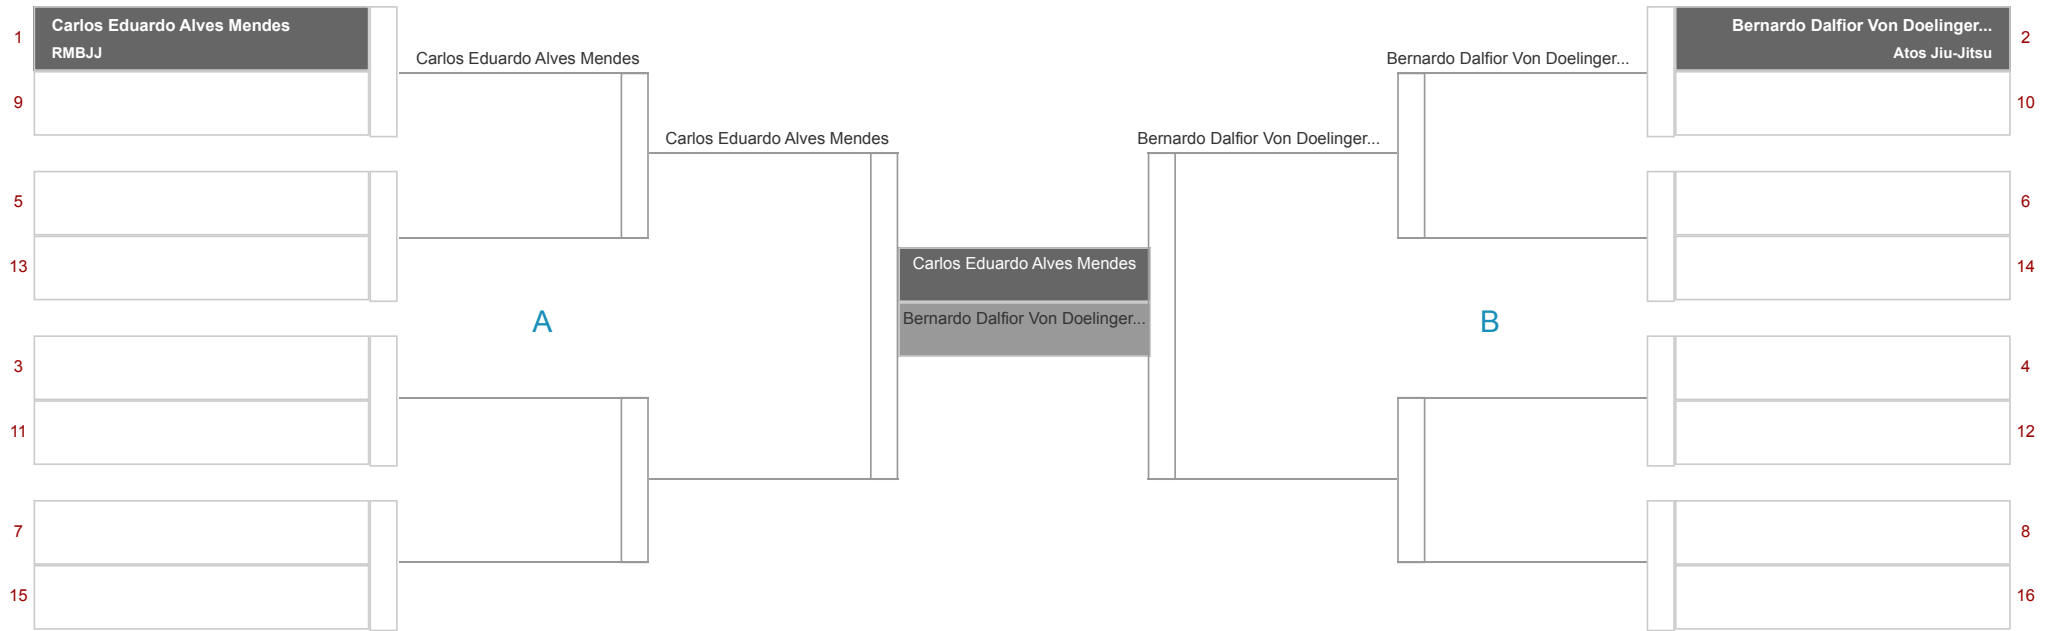 1
Carlos Eduardo Alves Mendes
RMBJJ
9
5
13
3
11
7
15
Carlos Eduardo Alves Mendes
Carlos Eduardo Alves Mendes
A
Carlos Eduardo Alves Mendes
Bernardo Dalfior Von Doelinger...
Bernardo Dalfior Von Doelinger...
Bernardo Dalfior Von Doelinger...
B
Bernardo Dalfior Von Doelinger...
Atos Jiu-Jitsu
2
10
6
14
4
12
8
16